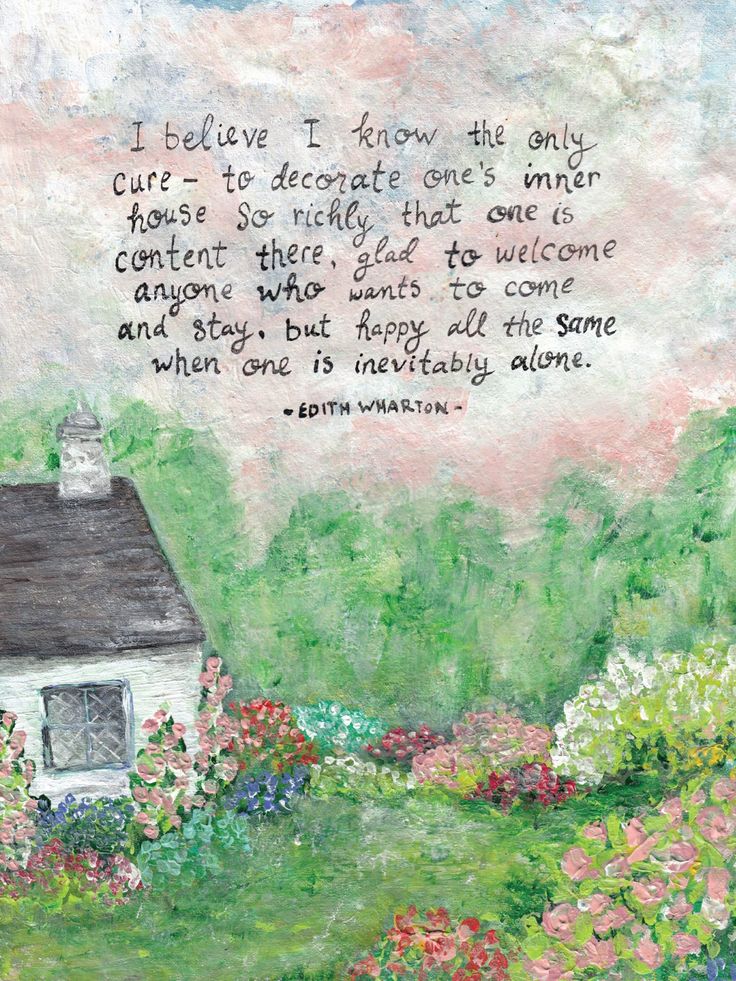 I believe I know the only
cure – to decorate one's inner
house so richly that one is
content there, glad to welcome
anyone who wants to come
and stay, but happy all the same
when one is inevitably alone.
- EDITH WHARTON -